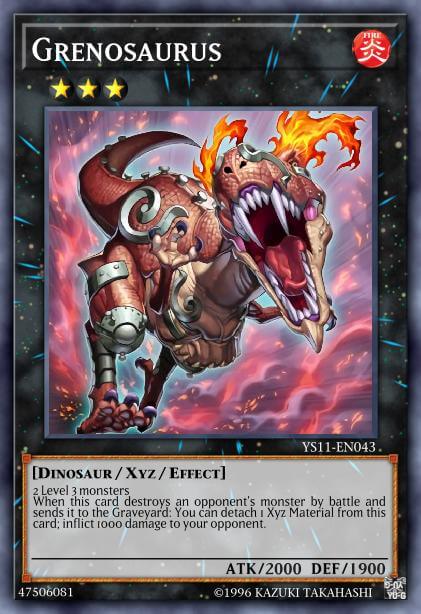 GRENOSAURUS
FIRE
炎
YS11-EN043
[DINOSAUR / XYZ / EFFECT]
2 Level 3 monsters
When this card destroys an opponent's monster by battle and
sends it to the Graveyard: You can detach 1 Xyz Material from
this card; inflict 1000 damage to your opponent.
ATK/2000 DEF/1900
47506081
©1996 KAZUKI TAKAHASHI